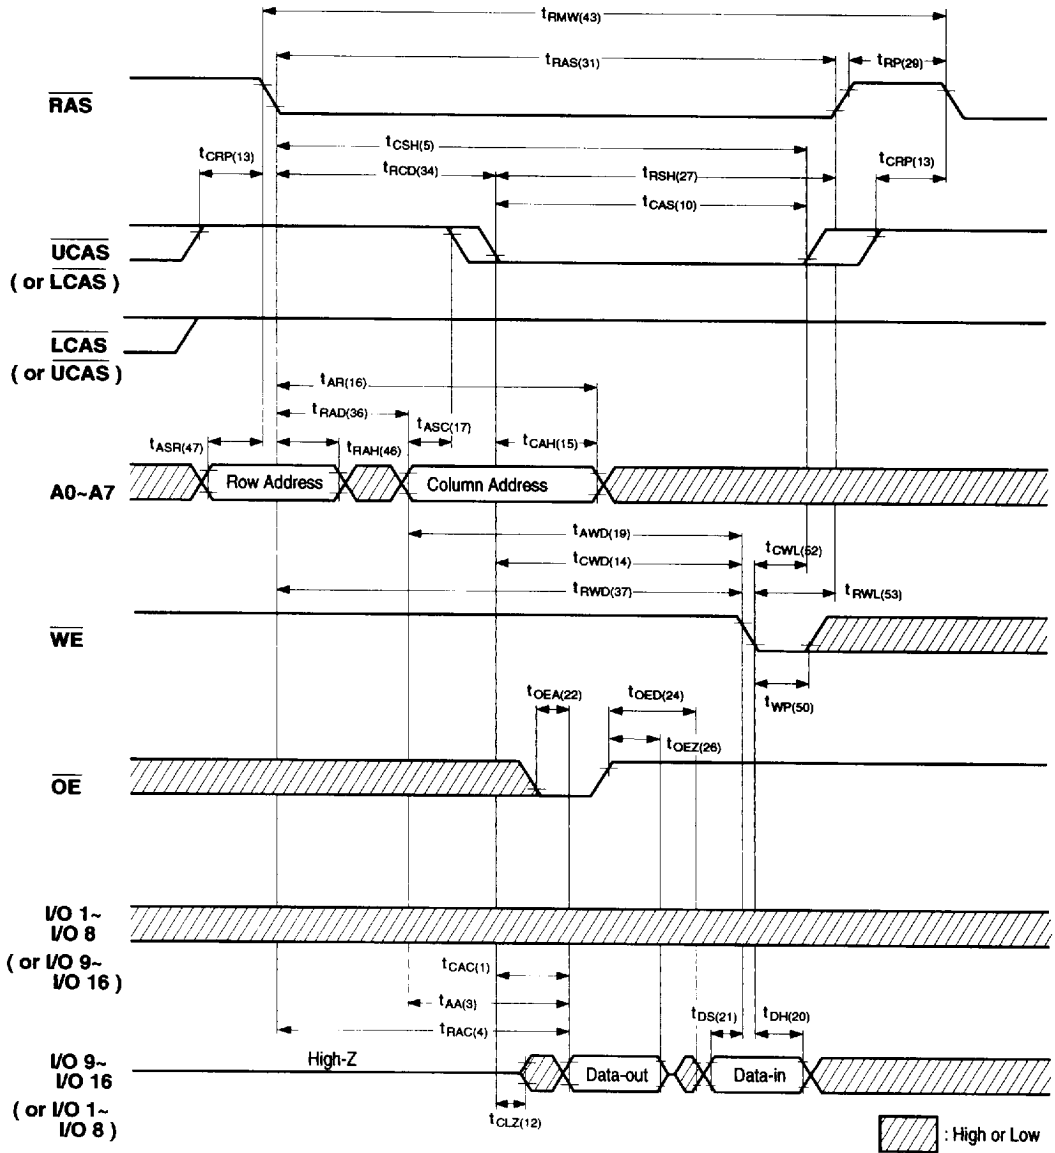 tRMW(43)
tRAS(31)
tRP(29)
RAS
tCSH(5)
tCRP(13)
tRCD(34)
tRSH(27)
tCRP(13)
tCAS(10)
UCAS
( or LCAS )
LCAS
( or UCAS )
tAR(16)
tRAD(36)
tASC(17)
tASR(47)
tRAH(46)
tCAH(15)
A0~A7
Row Address
Column Address
tAWD(19)
tCWD(14)
tCWL(52)
tRWD(37)
tRWL(53)
WE
tOEA(22)
tOED(24)
tWP(50)
tOEZ(26)
OE
I/O 1~
I/O 8
( or I/O 9~
I/O 16 )
tCAC(1)
tAA(3)
tRAC(4)
tDS(21)
tDH(20)
I/O 9~
I/O 16
( or I/O 1~
I/O 8 )
High-Z
Data-out
Data-in
tCLZ(12)
: High or Low